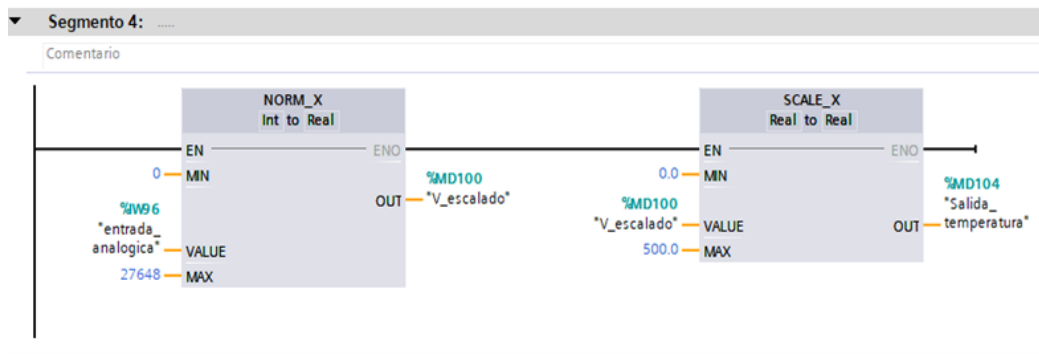 Segmento 4: .....
Comentario
NORM_X
Int to Real
EN
ENO
0
MIN
%MD100
OUT
"V_escalado"
%IW96
"entrada_
analogica"
VALUE
27648
MAX
SCALE_X
Real to Real
EN
ENO
0.0
MIN
%MD100
"V_escalado"
VALUE
500.0
MAX
%MD104
"Salida_
OUT
temperatura"